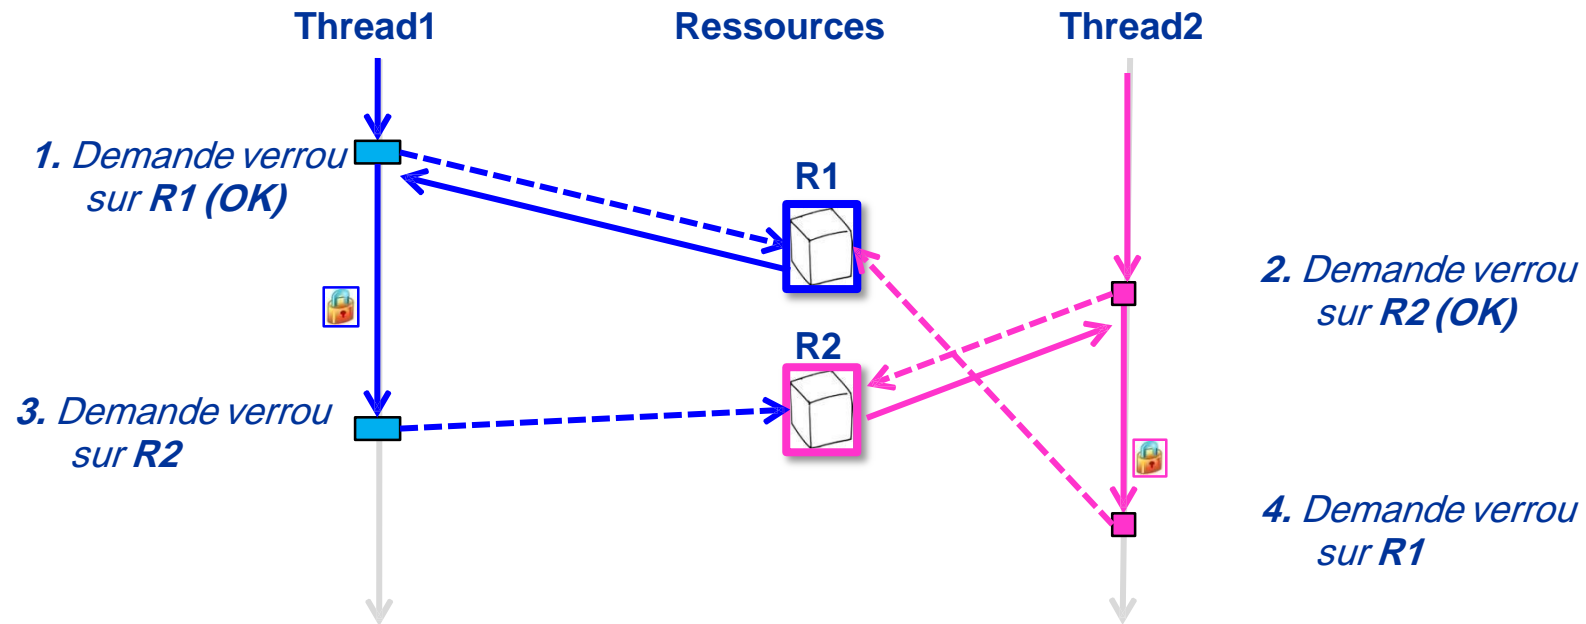 Thread1
Ressources
Thread2
1. Demande verrou
sur R1 (OK)
R1
2. Demande verrou
sur R2 (OK)
R2
3. Demande verrou
sur R2
4. Demande verrou
sur R1